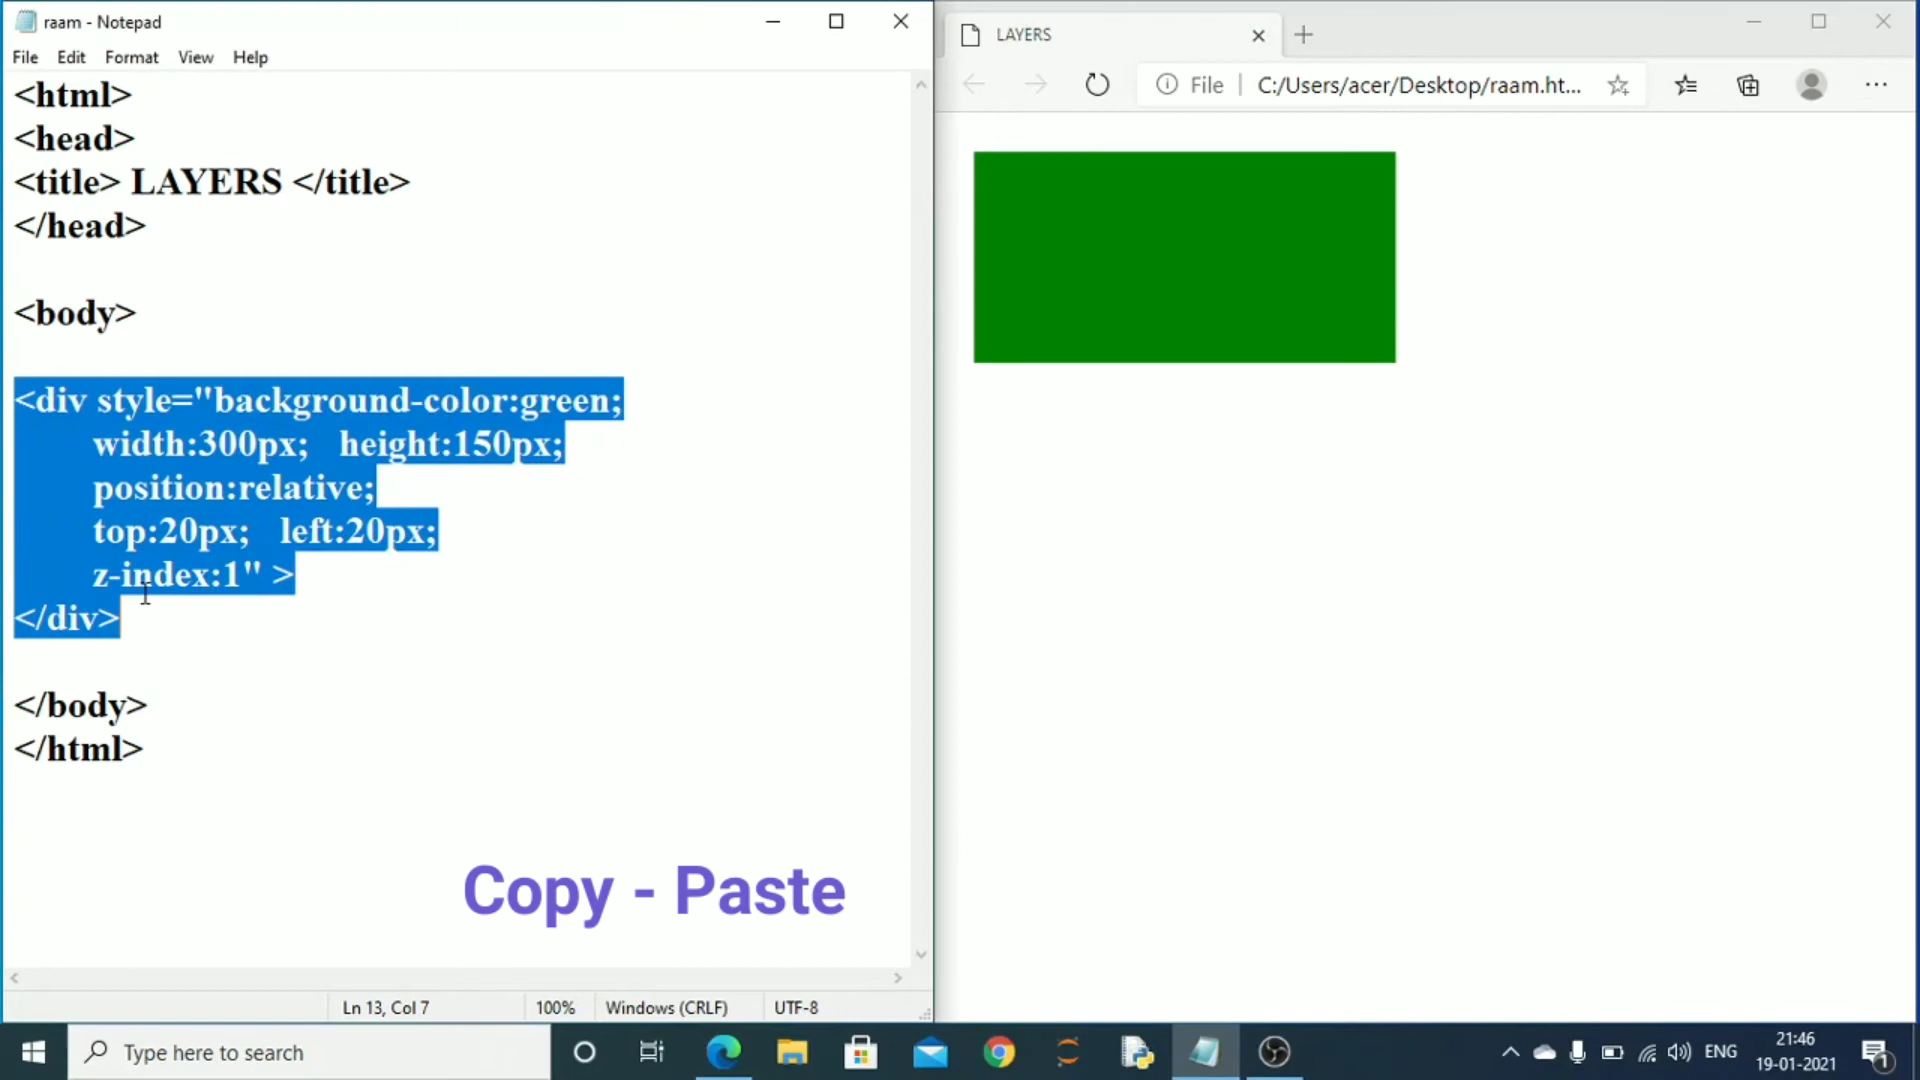 raam - Notepad
File Edit Format View Help
<html>
<head>
<title> LAYERS </title>
</head>
<body>
<div style="background-color:green;
width:300px; height:150px;
position:relative;
top:20px; left:20px;
z-index:1" >
</div>
</body>
</html>
Copy - Paste
Ln 13, Col 7 100% Windows (CRLF) UTF-8
LAYERS
File C:/Users/acer/Desktop/raam.ht...
Type here to search
ENG
21:46
19-01-2021
1